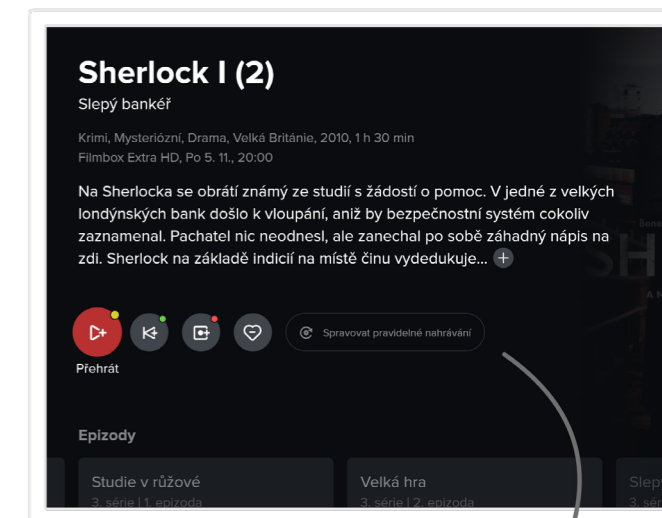 Sherlock I (2)
Slepý bankéř
Krimi, Mysteriózní, Drama, Velká Británie, 2010, 1 h 30 min
Filmbox Extra HD, Po 5. 11., 20:00
Na Sherlocka se obrátí známý ze studií s žádostí o pomoc. V jedné z velkých
londýnských bank došlo k vloupání, aniž by bezpečnostní systém cokoliv
zaznamenal. Pachatel nic neodnesl, ale zanechal po sobě záhadný nápis na
zdi. Sherlock na základě indicií na místě činu vydedukuje...
SH
Spravovat pravidelné nahrávání
Přehrát
Epizody
Studie v růžové
3. série | 1. epizoda
Velká hra
3. série | 2. epizoda